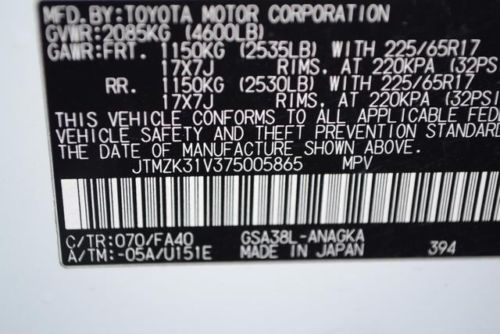 MFD. BY: TOYOTA MOTOR CORPORATION
GVWR: 2085KG (4600LB)
GAWR: FRT. 1150KG (2535LB) WITH 225/65R17
17X7J RIMS. AT 220KPA (32PS
RR. 1150KG (2530LB) WITH 225/65R17
17X7J RIMS. AT 220KPA (32PSI
THIS VEHICLE CONFORMS TO ALL APPLICABLE FEDE
VEHICLE SAFETY AND THEFT PREVENTION STANDARD
THE DATE OF MANUFACTURE SHOWN ABOVE.
JTMZK31V375005865 MPV
C/TR: 070/FA40 GSA38L-ANAGKA
A/TM: -05A/U151E MADE IN JAPAN 394